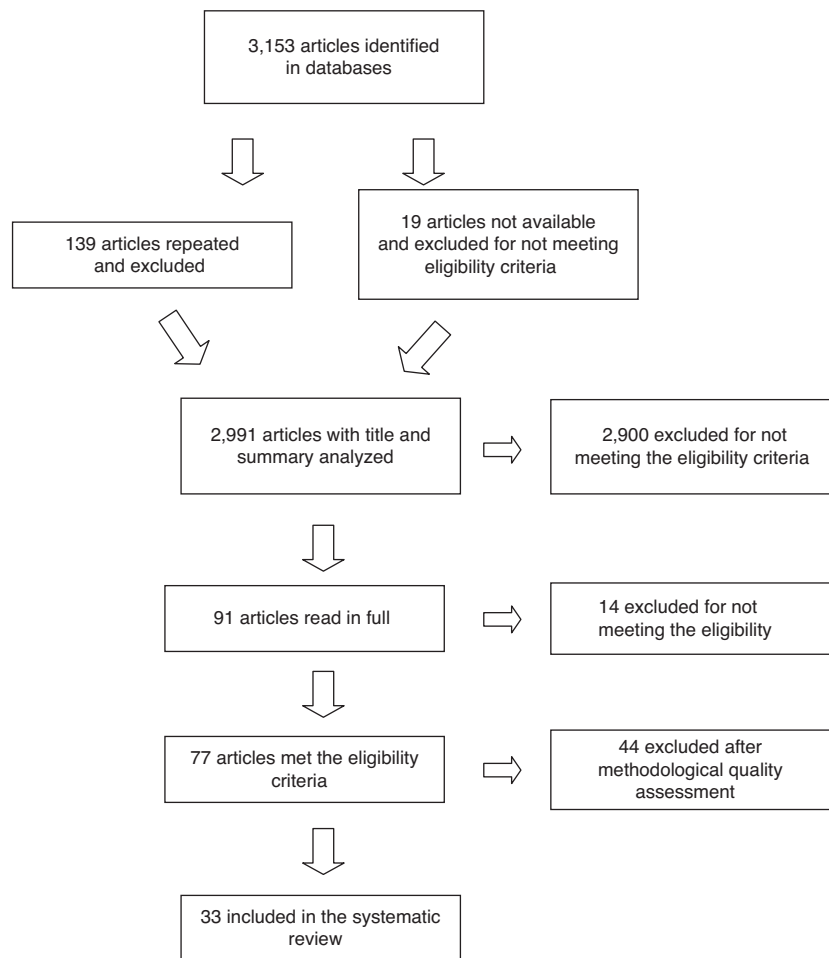 3,153 articles identified
in databases
139 articles repeated
and excluded
19 articles not available
and excluded for not meeting
eligibility criteria
2,991 articles with title and
summary analyzed
2,900 excluded for not
meeting the eligibility criteria
91 articles read in full
14 excluded for not
meeting the eligibility
77 articles met the eligibility
criteria
44 excluded after
methodological quality
assessment
33 included in the systematic
review